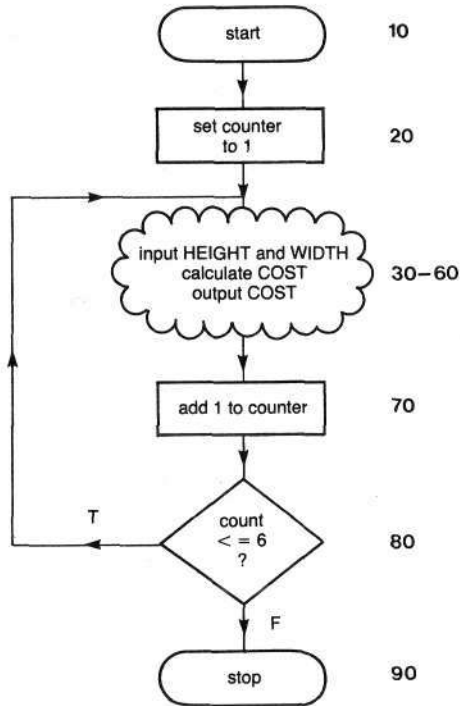 start 10
set counter
to 1
20
input HEIGHT and WIDTH
calculate COST
output COST
30–60
add 1 to counter 70
T
count
< = 6
?
80
F
stop 90